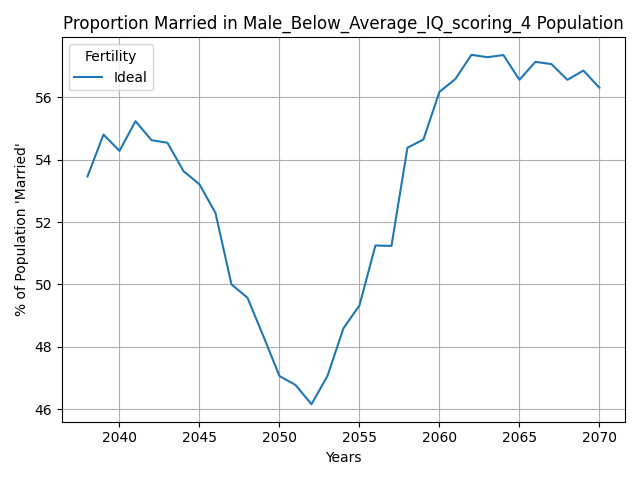 Proportion Married in Male_Below_Average_IQ_scoring_4 Population
Fertility
Ideal
% of Population 'Married'
56
54
52
50
48
46
2040 2045 2050 2055 2060 2065 2070
Years